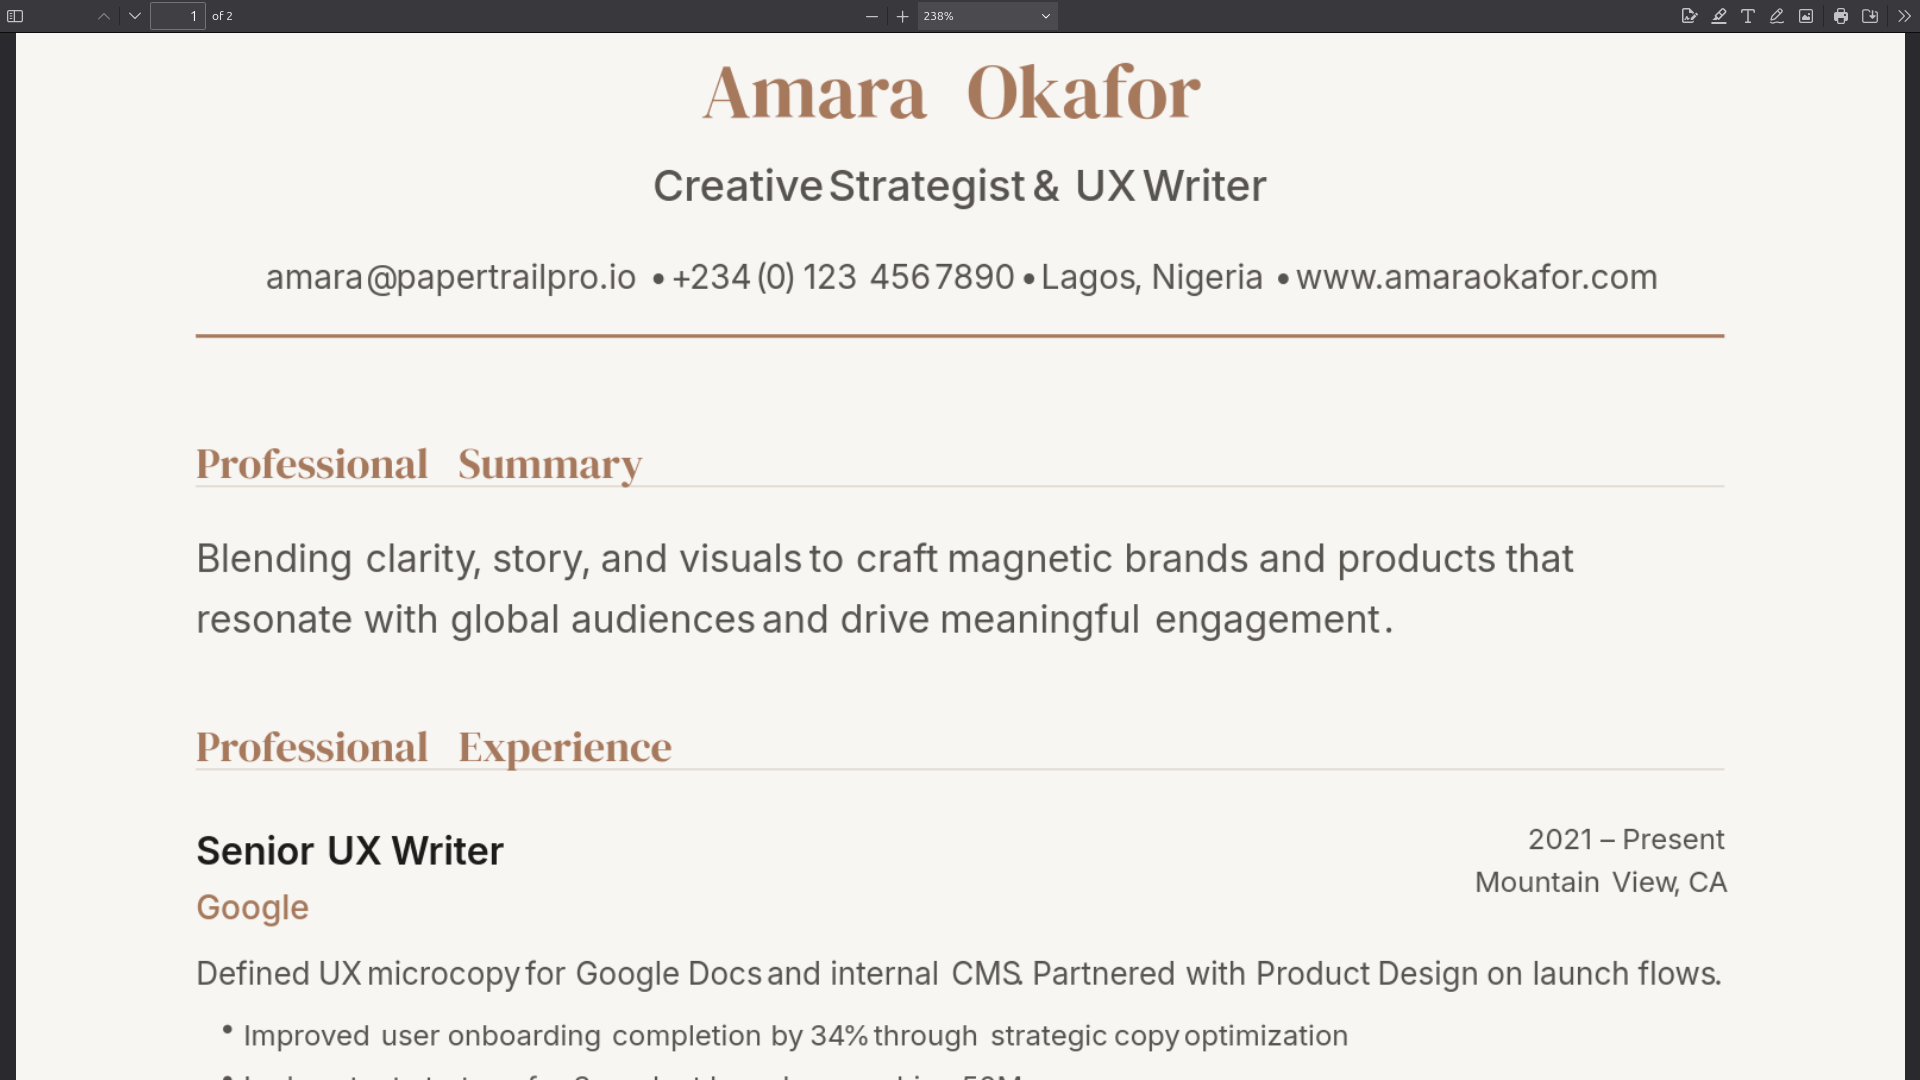 1 of 2
238%
Amara Okafor
Creative Strategist & UX Writer
amara@papertrailpro.io • +234 (0) 123 456 7890 • Lagos, Nigeria • www.amaraokafor.com
Professional Summary
Blending clarity, story, and visuals to craft magnetic brands and products that
resonate with global audiences and drive meaningful engagement.
Professional Experience
Senior UX Writer
2021 – Present
Mountain View, CA
Google
Defined UX microcopy for Google Docs and internal CMS. Partnered with Product Design on launch flows.
• Improved user onboarding completion by 34% through strategic copy optimization